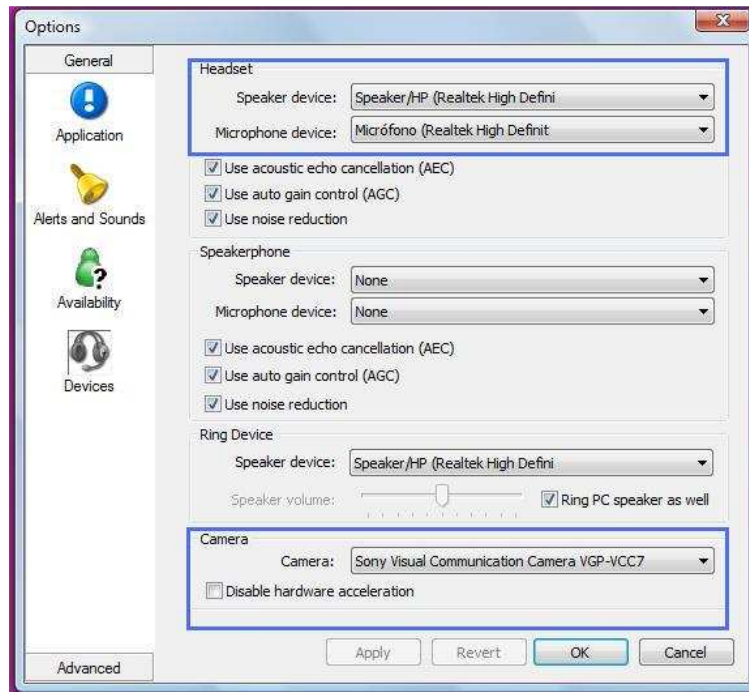 Options
General
Application
Alerts and Sounds
Availability
Devices
Advanced
Headset
Speaker device: Speaker/HP (Realtek High Defini
Microphone device: Micrófono (Realtek High Definit
Use acoustic echo cancellation (AEC)
Use auto gain control (AGC)
Use noise reduction
Speakerphone
Speaker device: None
Microphone device: None
Use acoustic echo cancellation (AEC)
Use auto gain control (AGC)
Use noise reduction
Ring Device
Speaker device: Speaker/HP (Realtek High Defini
Speaker volume: Ring PC speaker as well
Camera
Camera: Sony Visual Communication Camera VGP-VCC7
Disable hardware acceleration
Apply Revert OK Cancel